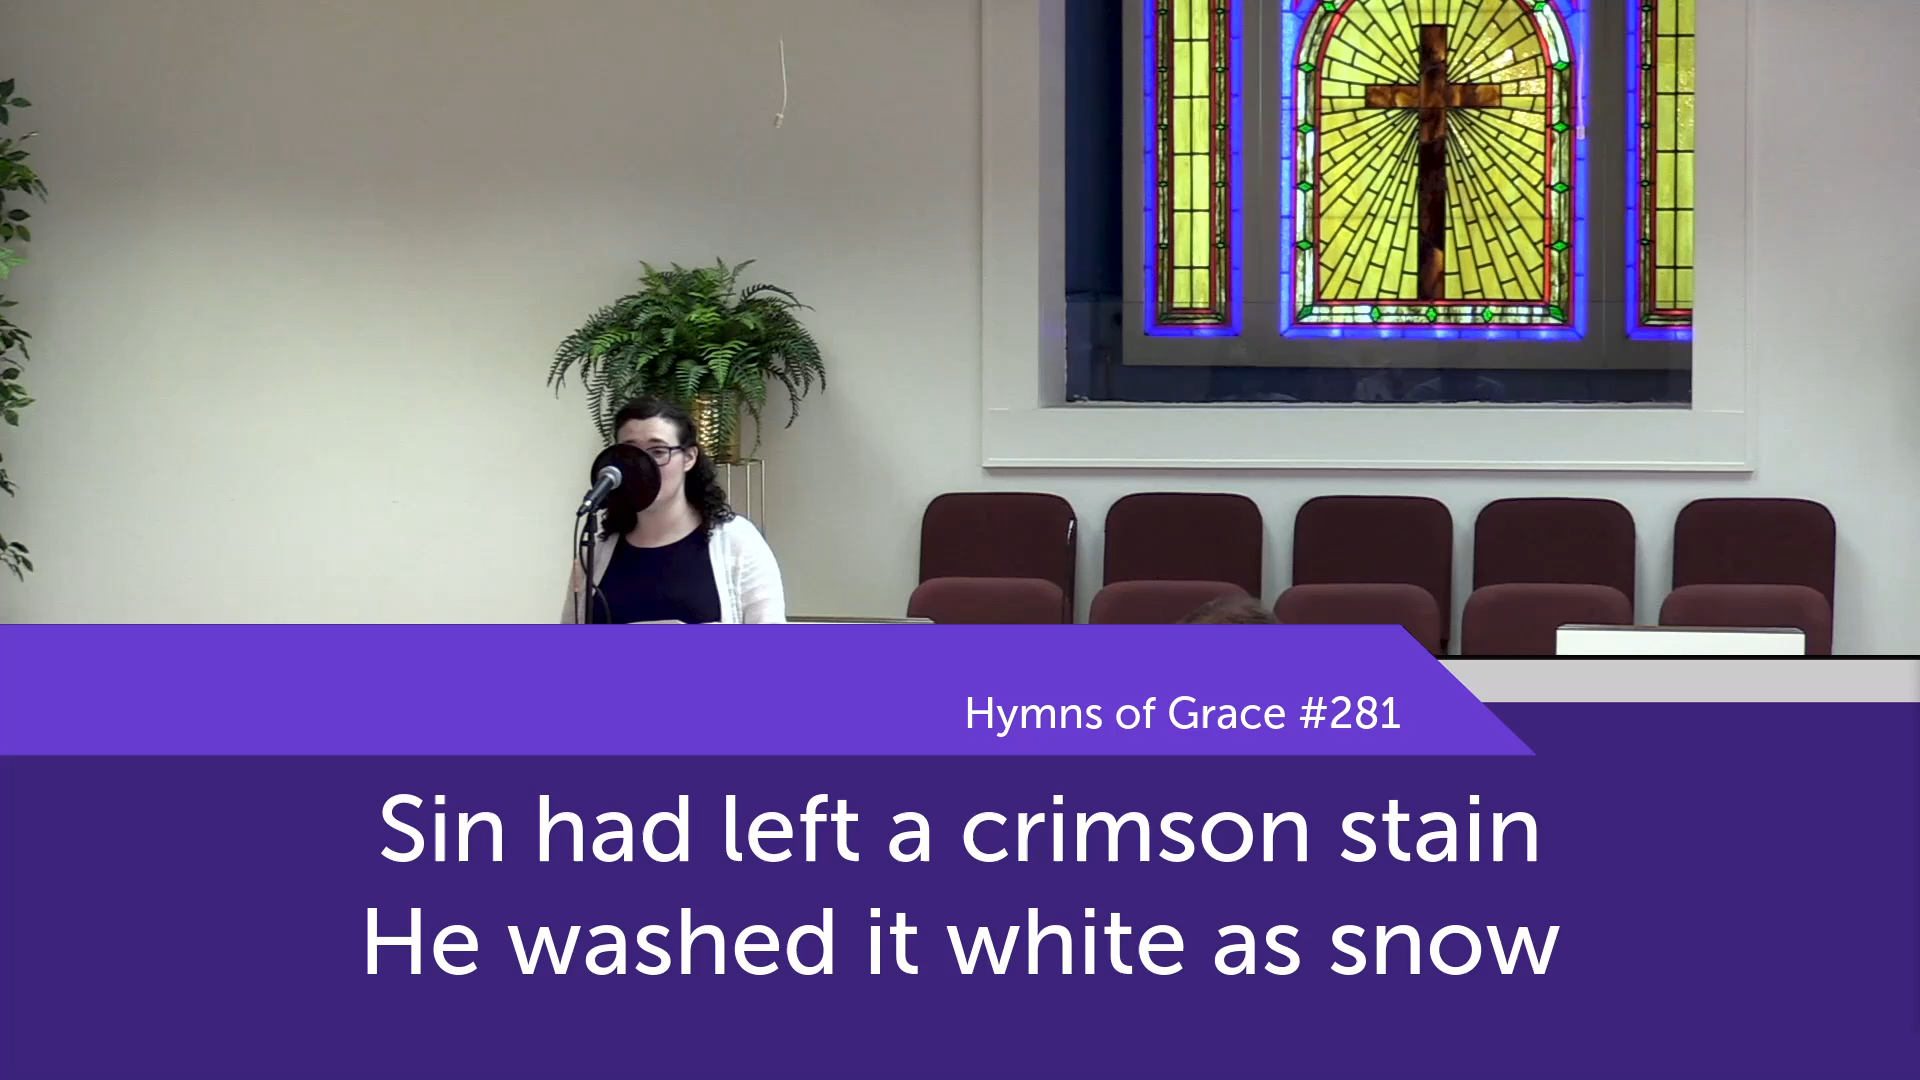 Hymns of Grace #281
Sin had left a crimson stain
He washed it white as snow